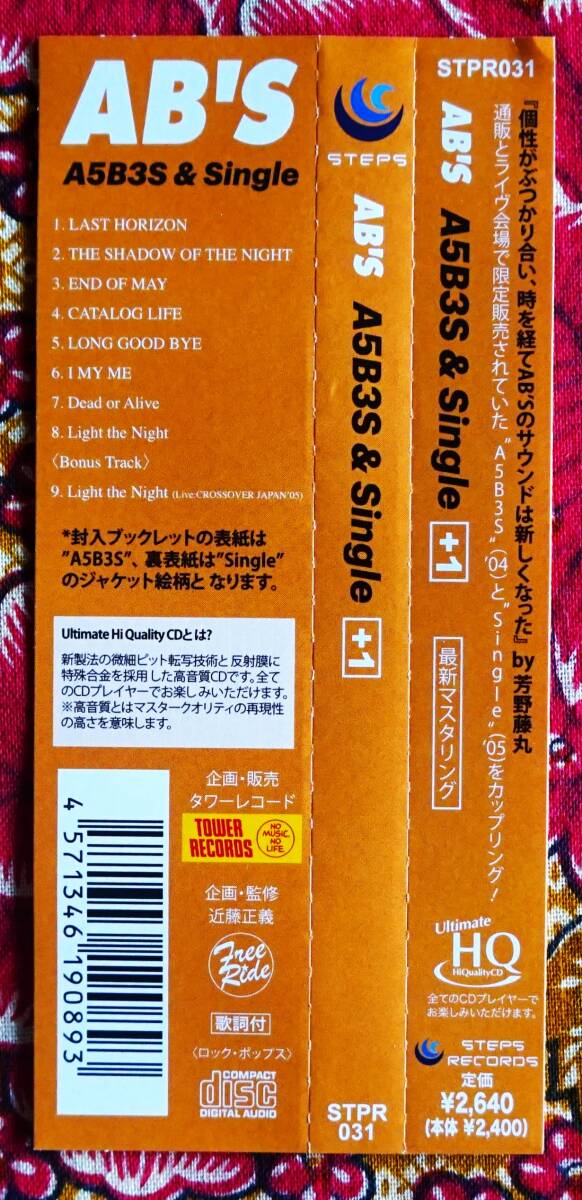 AB'S
A5B3S & Single
1. LAST HORIZON
2. THE SHADOW OF THE NIGHT
3. END OF MAY
4. CATALOG LIFE
5. LONG GOOD BYE
6. I MY ME
7. Dead or Alive
8. Light the Night
〈Bonus Track〉
9. Light the Night (Live:CROSSOVER JAPAN'05)
*封入ブックレットの表紙は
"A5B3S"、裏表紙は"Single"
のジャケット絵柄となります。
Ultimate Hi Quality CDとは?
新製法の微細ピット転写技術と反射膜に
特殊合金を採用した高音質CDです。全て
のCDプレイヤーでお楽しみいただけます。
※高音質とはマスタークオリティの再現性
の高さを意味します。
4571346190893
企画・販売
タワーレコード
TOWER
RECORDS
NO
MUSIC.
NO
LIFE.
企画・監修
近藤正義
Free
Ride
歌詞付
〈ロック・ポップス〉
COMPACT
disc
DIGITAL AUDIO
STEPS
AB'S A5B3S & Single +1
STPR
031
STPR031
『個性がぶつかり合い、時を経てAB'Sのサウンドは新しくなった』by 芳野藤丸
通販とライヴ会場で限定販売されていた"A5B3S"('04)と"Single"('05)をカップリング!
AB'S A5B3S & Single +1
最新マスタリング
Ultimate
HQ
HiQualityCD
全てのCDプレイヤーで
お楽しみいただけます。
STEPS
RECORDS
定価
¥2,640
(本体 ¥2,400)